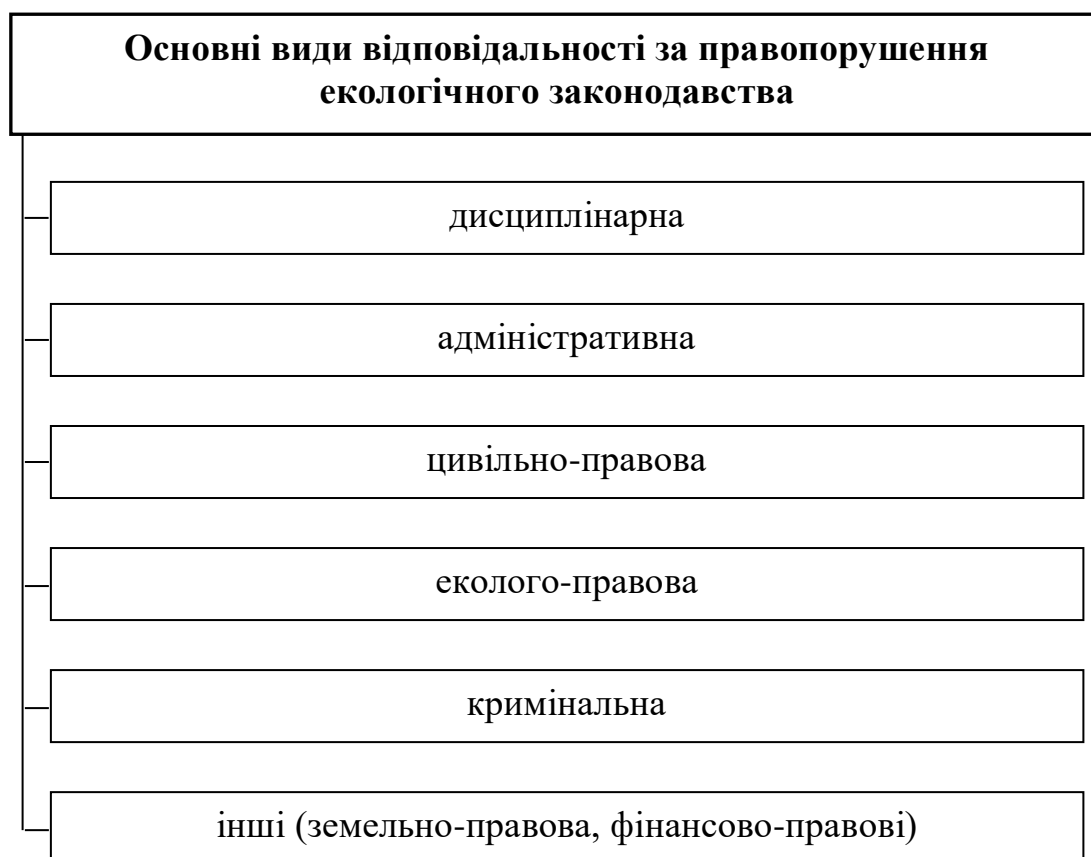 Основні види відповідальності за правопорушення
екологічного законодавства
дисциплінарна
адміністративна
цивільно-правова
еколого-правова
кримінальна
інші (земельно-правова, фінансово-правові)